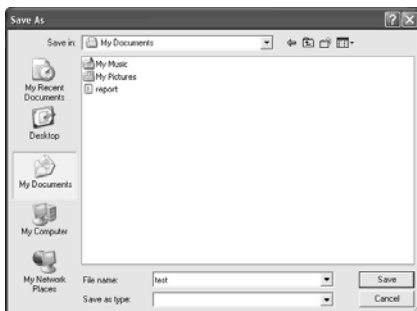 Save As
Save in: My Documents
My Music
My Pictures
report
My Recent
Documents
Desktop
My Documents
My Computer
My Network
Places
File name: test Save
Save as type: Cancel